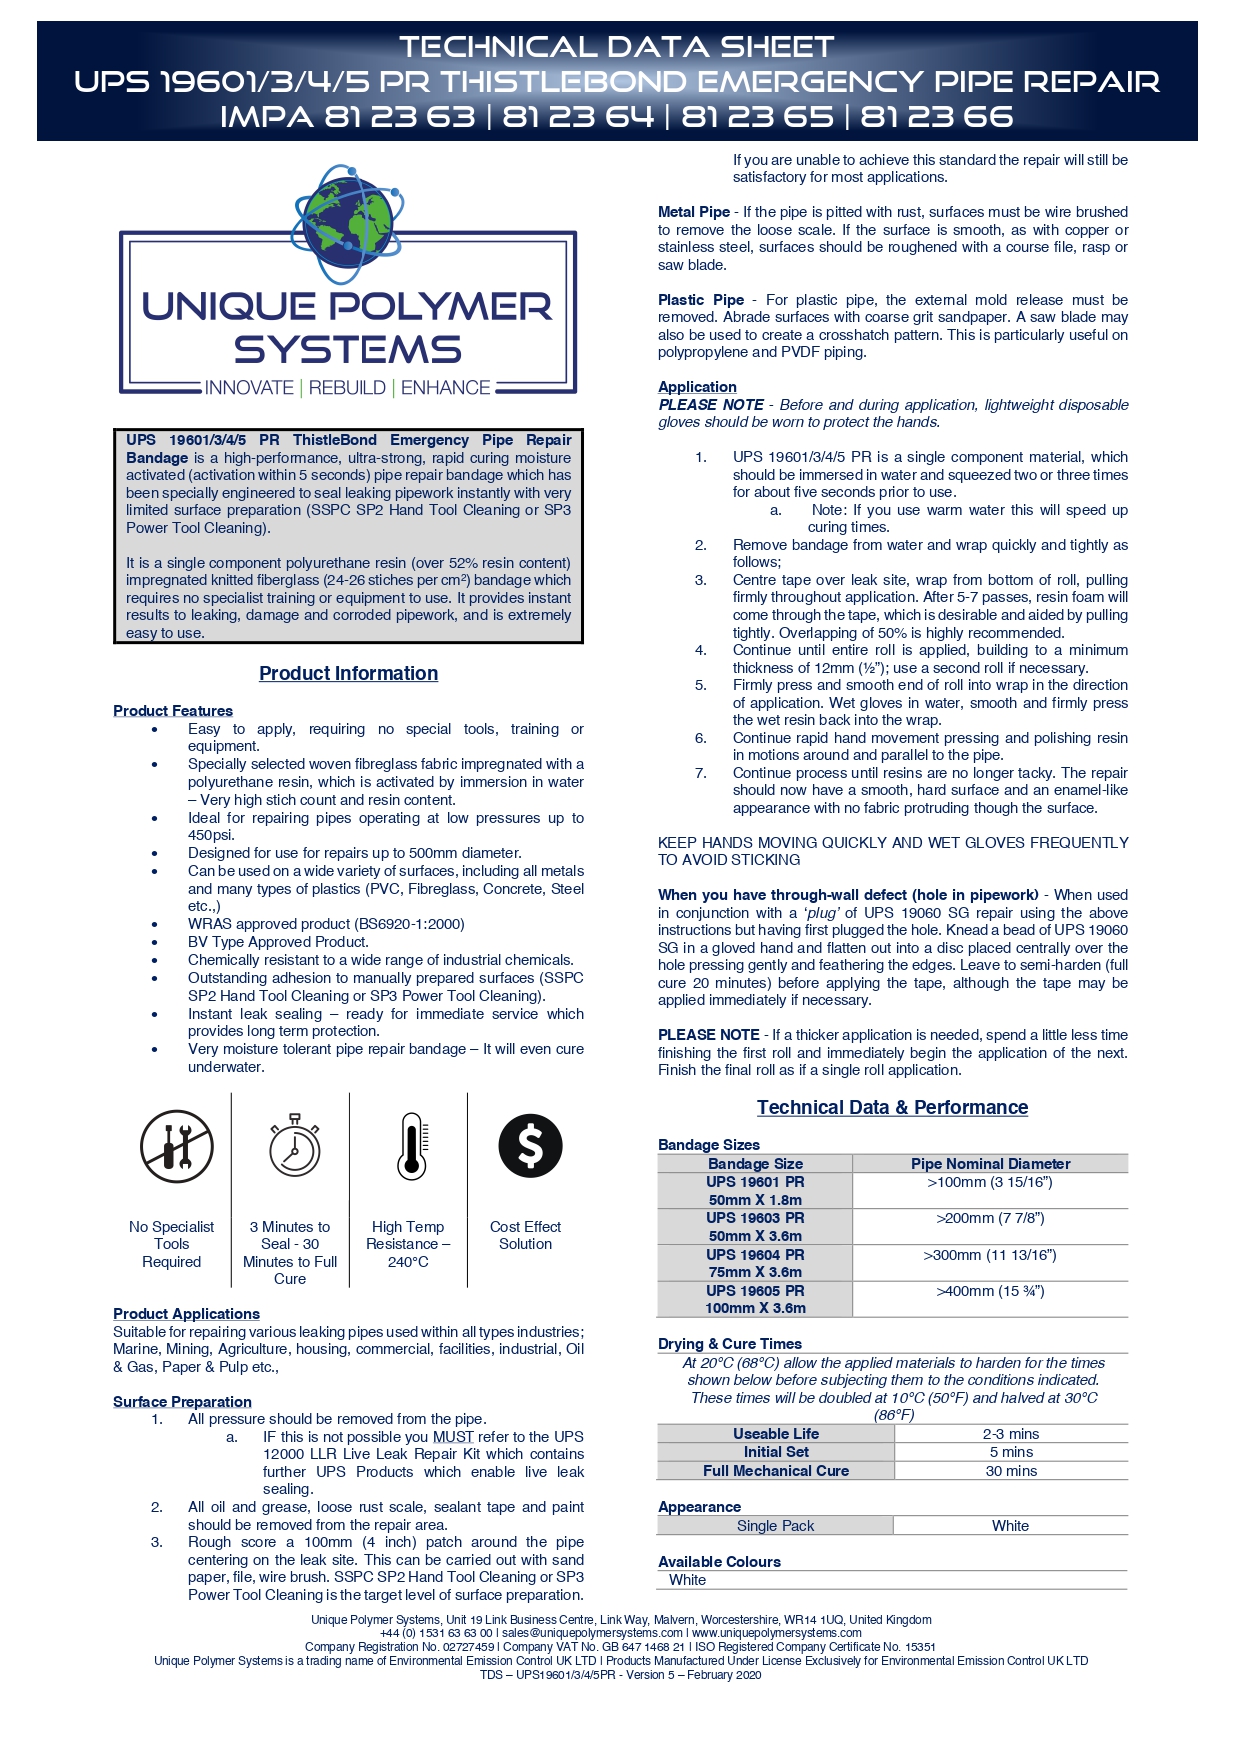 TECHNICAL DATA SHEET
UPS 19601/3/4/5 PR THISTLEBOND EMERGENCY PIPE REPAIR
IMPA 81 23 63 | 81 23 64 | 81 23 65 | 81 23 66
UNIQUE POLYMER
SYSTEMS
INNOVATE | REBUILD | ENHANCE
UPS 19601/3/4/5 PR ThistleBond Emergency Pipe Repair
Bandage is a high-performance, ultra-strong, rapid curing moisture
activated (activation within 5 seconds) pipe repair bandage which has
been specially engineered to seal leaking pipework instantly with very
limited surface preparation (SSPC SP2 Hand Tool Cleaning or SP3
Power Tool Cleaning).
It is a single component polyurethane resin (over 52% resin content)
impregnated knitted fiberglass (24-26 stiches per cm²) bandage which
requires no specialist training or equipment to use. It provides instant
results to leaking, damage and corroded pipework, and is extremely
easy to use.
Product Information
Product Features
• Easy to apply, requiring no special tools, training or
equipment.
• Specially selected woven fibreglass fabric impregnated with a
polyurethane resin, which is activated by immersion in water
– Very high stich count and resin content.
• Ideal for repairing pipes operating at low pressures up to
450psi.
• Designed for use for repairs up to 500mm diameter.
• Can be used on a wide variety of surfaces, including all metals
and many types of plastics (PVC, Fibreglass, Concrete, Steel
etc.,)
• WRAS approved product (BS6920-1:2000)
• BV Type Approved Product.
• Chemically resistant to a wide range of industrial chemicals.
• Outstanding adhesion to manually prepared surfaces (SSPC
SP2 Hand Tool Cleaning or SP3 Power Tool Cleaning).
• Instant leak sealing – ready for immediate service which
provides long term protection.
• Very moisture tolerant pipe repair bandage – It will even cure
underwater.
No Specialist
Tools
Required
3 Minutes to
Seal - 30
Minutes to Full
Cure
High Temp
Resistance –
240°C
Cost Effect
Solution
Product Applications
Suitable for repairing various leaking pipes used within all types industries;
Marine, Mining, Agriculture, housing, commercial, facilities, industrial, Oil
& Gas, Paper & Pulp etc.,
Surface Preparation
1. All pressure should be removed from the pipe.
a. IF this is not possible you MUST refer to the UPS
12000 LLR Live Leak Repair Kit which contains
further UPS Products which enable live leak
sealing.
2. All oil and grease, loose rust scale, sealant tape and paint
should be removed from the repair area.
3. Rough score a 100mm (4 inch) patch around the pipe
centering on the leak site. This can be carried out with sand
paper, file, wire brush. SSPC SP2 Hand Tool Cleaning or SP3
Power Tool Cleaning is the target level of surface preparation.
If you are unable to achieve this standard the repair will still be
satisfactory for most applications.
Metal Pipe - If the pipe is pitted with rust, surfaces must be wire brushed
to remove the loose scale. If the surface is smooth, as with copper or
stainless steel, surfaces should be roughened with a course file, rasp or
saw blade.
Plastic Pipe - For plastic pipe, the external mold release must be
removed. Abrade surfaces with coarse grit sandpaper. A saw blade may
also be used to create a crosshatch pattern. This is particularly useful on
polypropylene and PVDF piping.
Application
PLEASE NOTE - Before and during application, lightweight disposable
gloves should be worn to protect the hands.
1. UPS 19601/3/4/5 PR is a single component material, which
should be immersed in water and squeezed two or three times
for about five seconds prior to use.
a. Note: If you use warm water this will speed up
curing times.
2. Remove bandage from water and wrap quickly and tightly as
follows;
3. Centre tape over leak site, wrap from bottom of roll, pulling
firmly throughout application. After 5-7 passes, resin foam will
come through the tape, which is desirable and aided by pulling
tightly. Overlapping of 50% is highly recommended.
4. Continue until entire roll is applied, building to a minimum
thickness of 12mm (½”); use a second roll if necessary.
5. Firmly press and smooth end of roll into wrap in the direction
of application. Wet gloves in water, smooth and firmly press
the wet resin back into the wrap.
6. Continue rapid hand movement pressing and polishing resin
in motions around and parallel to the pipe.
7. Continue process until resins are no longer tacky. The repair
should now have a smooth, hard surface and an enamel-like
appearance with no fabric protruding though the surface.
KEEP HANDS MOVING QUICKLY AND WET GLOVES FREQUENTLY
TO AVOID STICKING
When you have through-wall defect (hole in pipework) - When used
in conjunction with a ‘plug’ of UPS 19060 SG repair using the above
instructions but having first plugged the hole. Knead a bead of UPS 19060
SG in a gloved hand and flatten out into a disc placed centrally over the
hole pressing gently and feathering the edges. Leave to semi-harden (full
cure 20 minutes) before applying the tape, although the tape may be
applied immediately if necessary.
PLEASE NOTE - If a thicker application is needed, spend a little less time
finishing the first roll and immediately begin the application of the next.
Finish the final roll as if a single roll application.
Technical Data & Performance
Bandage Sizes
Bandage Size Pipe Nominal Diameter
UPS 19601 PR >100mm (3 15/16”)
50mm X 1.8m
UPS 19603 PR >200mm (7 7/8”)
50mm X 3.6m
UPS 19604 PR >300mm (11 13/16”)
75mm X 3.6m
UPS 19605 PR >400mm (15 ¾”)
100mm X 3.6m
Drying & Cure Times
At 20°C (68°C) allow the applied materials to harden for the times
shown below before subjecting them to the conditions indicated.
These times will be doubled at 10°C (50°F) and halved at 30°C
(86°F)
Useable Life 2-3 mins
Initial Set 5 mins
Full Mechanical Cure 30 mins
Appearance
Single Pack White
Available Colours
White
Unique Polymer Systems, Unit 19 Link Business Centre, Link Way, Malvern, Worcestershire, WR14 1UQ, United Kingdom
+44 (0) 1531 63 63 00 | sales@uniquepolymersystems.com | www.uniquepolymersystems.com
Company Registration No. 02727459 | Company VAT No. GB 647 1468 21 | ISO Registered Company Certificate No. 15351
Unique Polymer Systems is a trading name of Environmental Emission Control UK LTD | Products Manufactured Under License Exclusively for Environmental Emission Control UK LTD
TDS – UPS19601/3/4/5PR - Version 5 – February 2020